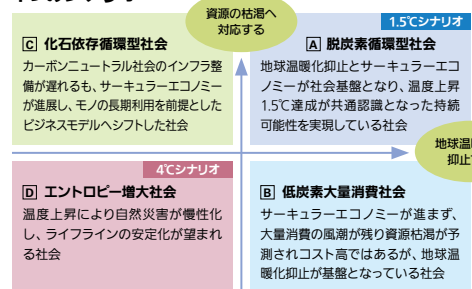 資源の枯渇へ
対応する
1.5℃シナリオ
C 化石依存循環型社会
カーボンニュートラル社会のインフラ整
備が遅れるも、サーキュラーエコノミー
が進展し、モノの長期利用を前提とした
ビジネスモデルへシフトした社会
A 脱炭素循環型社会
地球温暖化抑止とサーキュラーエコ
ノミーが社会基盤となり、温度上昇
1.5℃達成が共通認識となった持続
可能性を実現している社会
4℃シナリオ
D エントロピー増大社会
温度上昇により自然災害が慢性化
し、ライフラインの安定化が望まれ
る社会
B 低炭素大量消費社会
サーキュラーエコノミーが進まず、
大量消費の風潮が残り資源枯渇が予
測されコスト高ではあるが、地球温
暖化抑止が基盤となっている社会
地球温
抑止